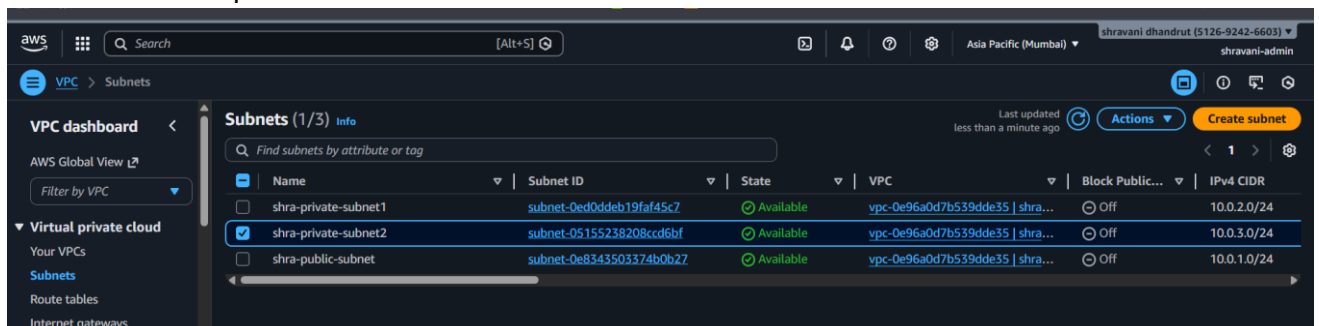 aws
Search
[Alt+S]
Asia Pacific (Mumbai)
shravani dhandrut (5126-9242-6603)
shravani-admin
VPC > Subnets
VPC dashboard
AWS Global View
Filter by VPC
Virtual private cloud
Your VPCs
Subnets
Route tables
Internet gateways
Subnets (1/3) Info
Last updated
less than a minute ago
Actions
Create subnet
Find subnets by attribute or tag
1
Name Subnet ID State VPC Block Public... IPv4 CIDR
shra-private-subnet1 subnet-0ed0ddeb19faf45c7 Available vpc-0e96a0d7b539dde35 | shra... Off 10.0.2.0/24
shra-private-subnet2 subnet-05155238208ccd6bf Available vpc-0e96a0d7b539dde35 | shra... Off 10.0.3.0/24
shra-public-subnet subnet-0e8343503374b0b27 Available vpc-0e96a0d7b539dde35 | shra... Off 10.0.1.0/24